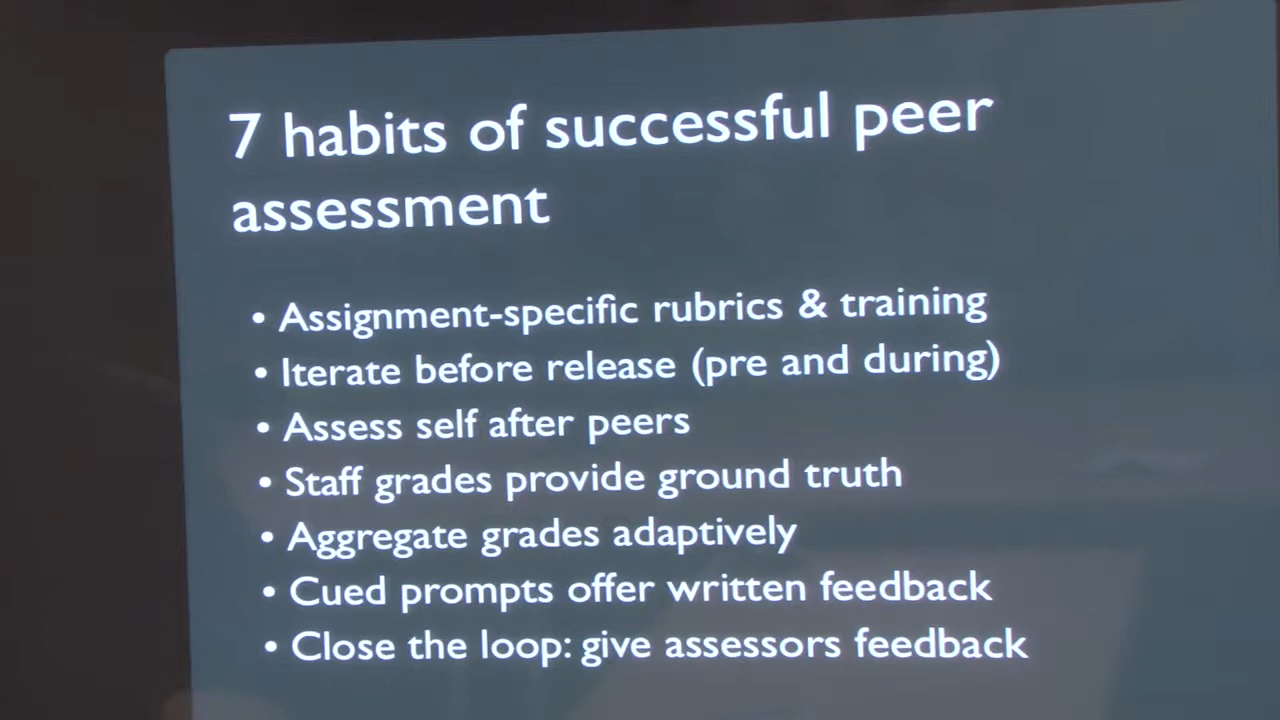 7 habits of successful peer
assessment
• Assignment-specific rubrics & training
• Iterate before release (pre and during)
• Assess self after peers
• Staff grades provide ground truth
• Aggregate grades adaptively
• Cued prompts offer written feedback
• Close the loop: give assessors feedback